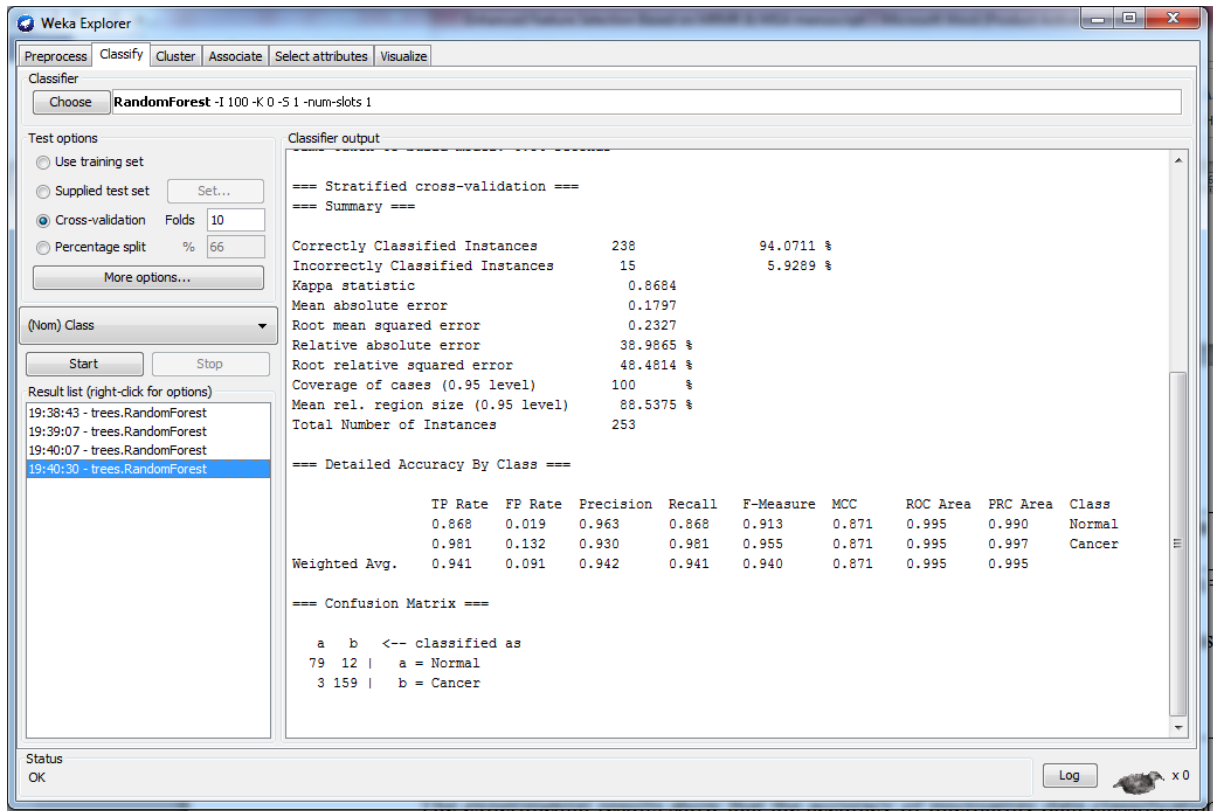 Weka Explorer
Preprocess Classify Cluster Associate Select attributes Visualize
Classifier
Choose RandomForest -I 100 -K 0 -S 1 -num-slots 1
Test options
Use training set
Supplied test set Set...
Cross-validation Folds 10
Percentage split % 66
More options...
(Nom) Class
Start Stop
Result list (right-click for options)
19:38:43 - trees.RandomForest
19:39:07 - trees.RandomForest
19:40:07 - trees.RandomForest
19:40:30 - trees.RandomForest
Classifier output
=== Stratified cross-validation ===
=== Summary ===
Correctly Classified Instances 238 94.0711 %
Incorrectly Classified Instances 15 5.9289 %
Kappa statistic 0.8684
Mean absolute error 0.1797
Root mean squared error 0.2327
Relative absolute error 38.9865 %
Root relative squared error 48.4814 %
Coverage of cases (0.95 level) 100 %
Mean rel. region size (0.95 level) 88.5375 %
Total Number of Instances 253
=== Detailed Accuracy By Class ===
TP Rate FP Rate Precision Recall F-Measure MCC ROC Area PRC Area Class
0.868 0.019 0.963 0.868 0.913 0.871 0.995 0.990 Normal
0.981 0.132 0.930 0.981 0.955 0.871 0.995 0.997 Cancer
Weighted Avg. 0.941 0.091 0.942 0.941 0.940 0.871 0.995 0.995
=== Confusion Matrix ===
a b <-- classified as
79 12 | a = Normal
3 159 | b = Cancer
Status
OK
Log x 0